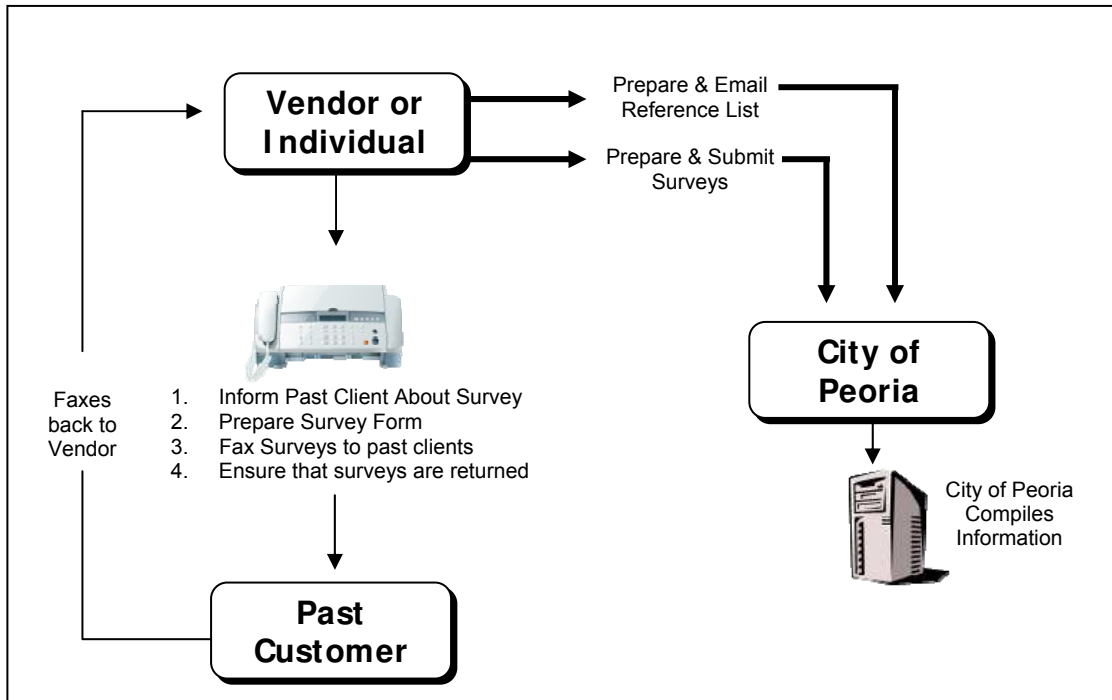 Vendor or
Individual
Prepare & Email
Reference List
Prepare & Submit
Surveys
City of
Peoria
Faxes
back to
Vendor
1. Inform Past Client About Survey
2. Prepare Survey Form
3. Fax Surveys to past clients
4. Ensure that surveys are returned
City of Peoria
Compiles
Information
Past
Customer